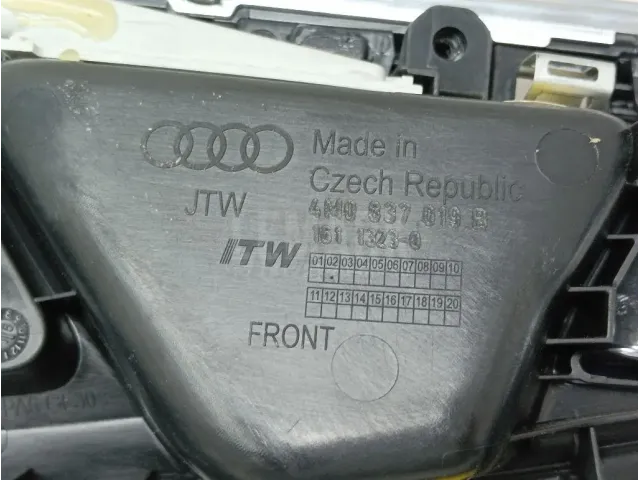 Made in
Czech Republic
JTW
4M0 837 019 B
151 1323-0
ITW
01 02 03 04 05 06 07 08 09 10
11 12 13 14 15 16 17 18 19 20
FRONT